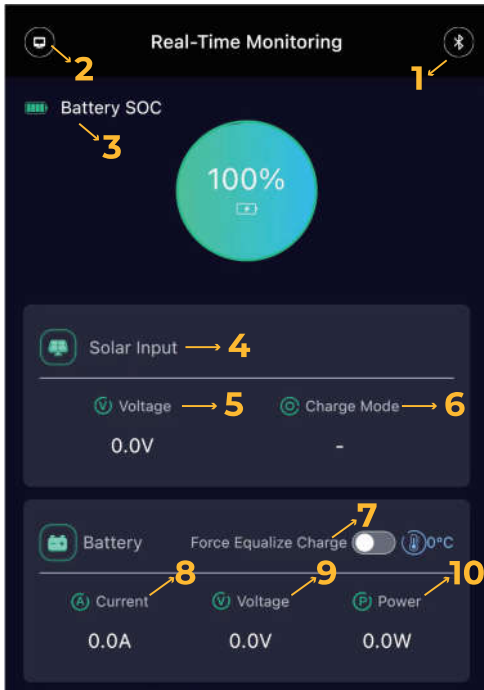 Real-Time Monitoring
2
1
Battery SOC
3
100%
Solar Input 4
V Voltage 5 Charge Mode 6
0.0V -
7
Battery Force Equalize Charge 0°C
8 9 10
A Current V Voltage P Power
0.0A 0.0V 0.0W